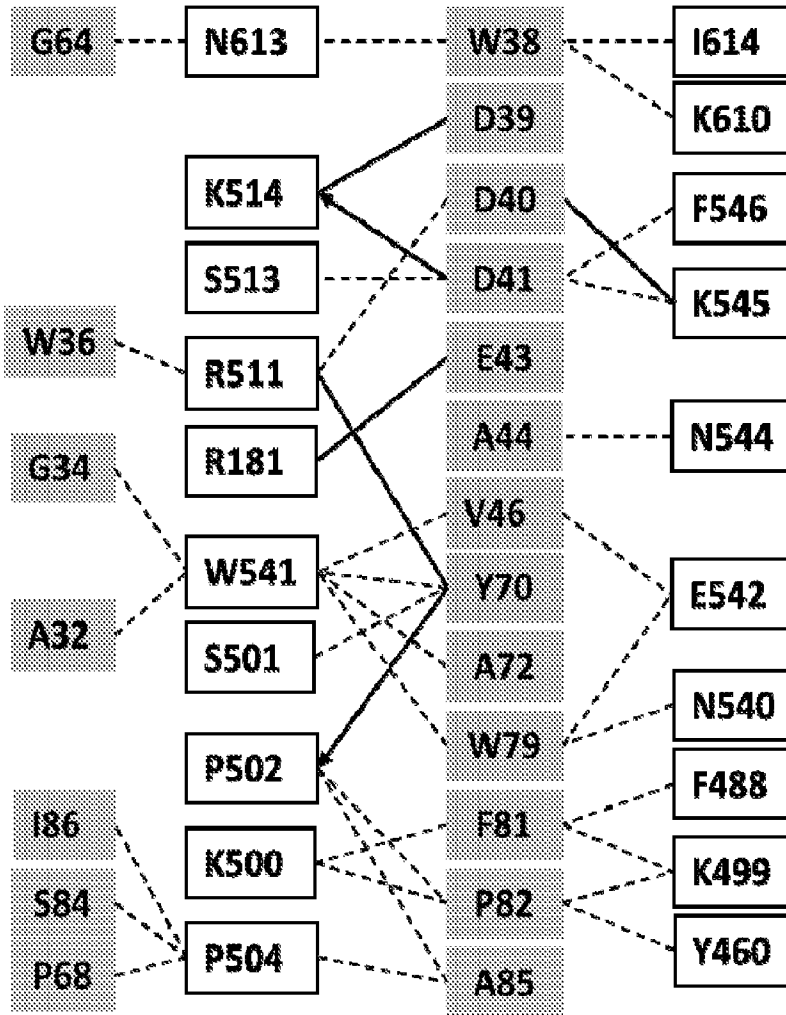 G64
N613
W38
I614
K610
D39
K514
D40
F546
S513
D41
K545
W36
R511
E43
R181
A44
N544
G34
V46
W541
Y70
E542
A32
S501
A72
N540
P502
W79
F488
I86
K500
F81
K499
S84
P82
Y460
P68
P504
A85